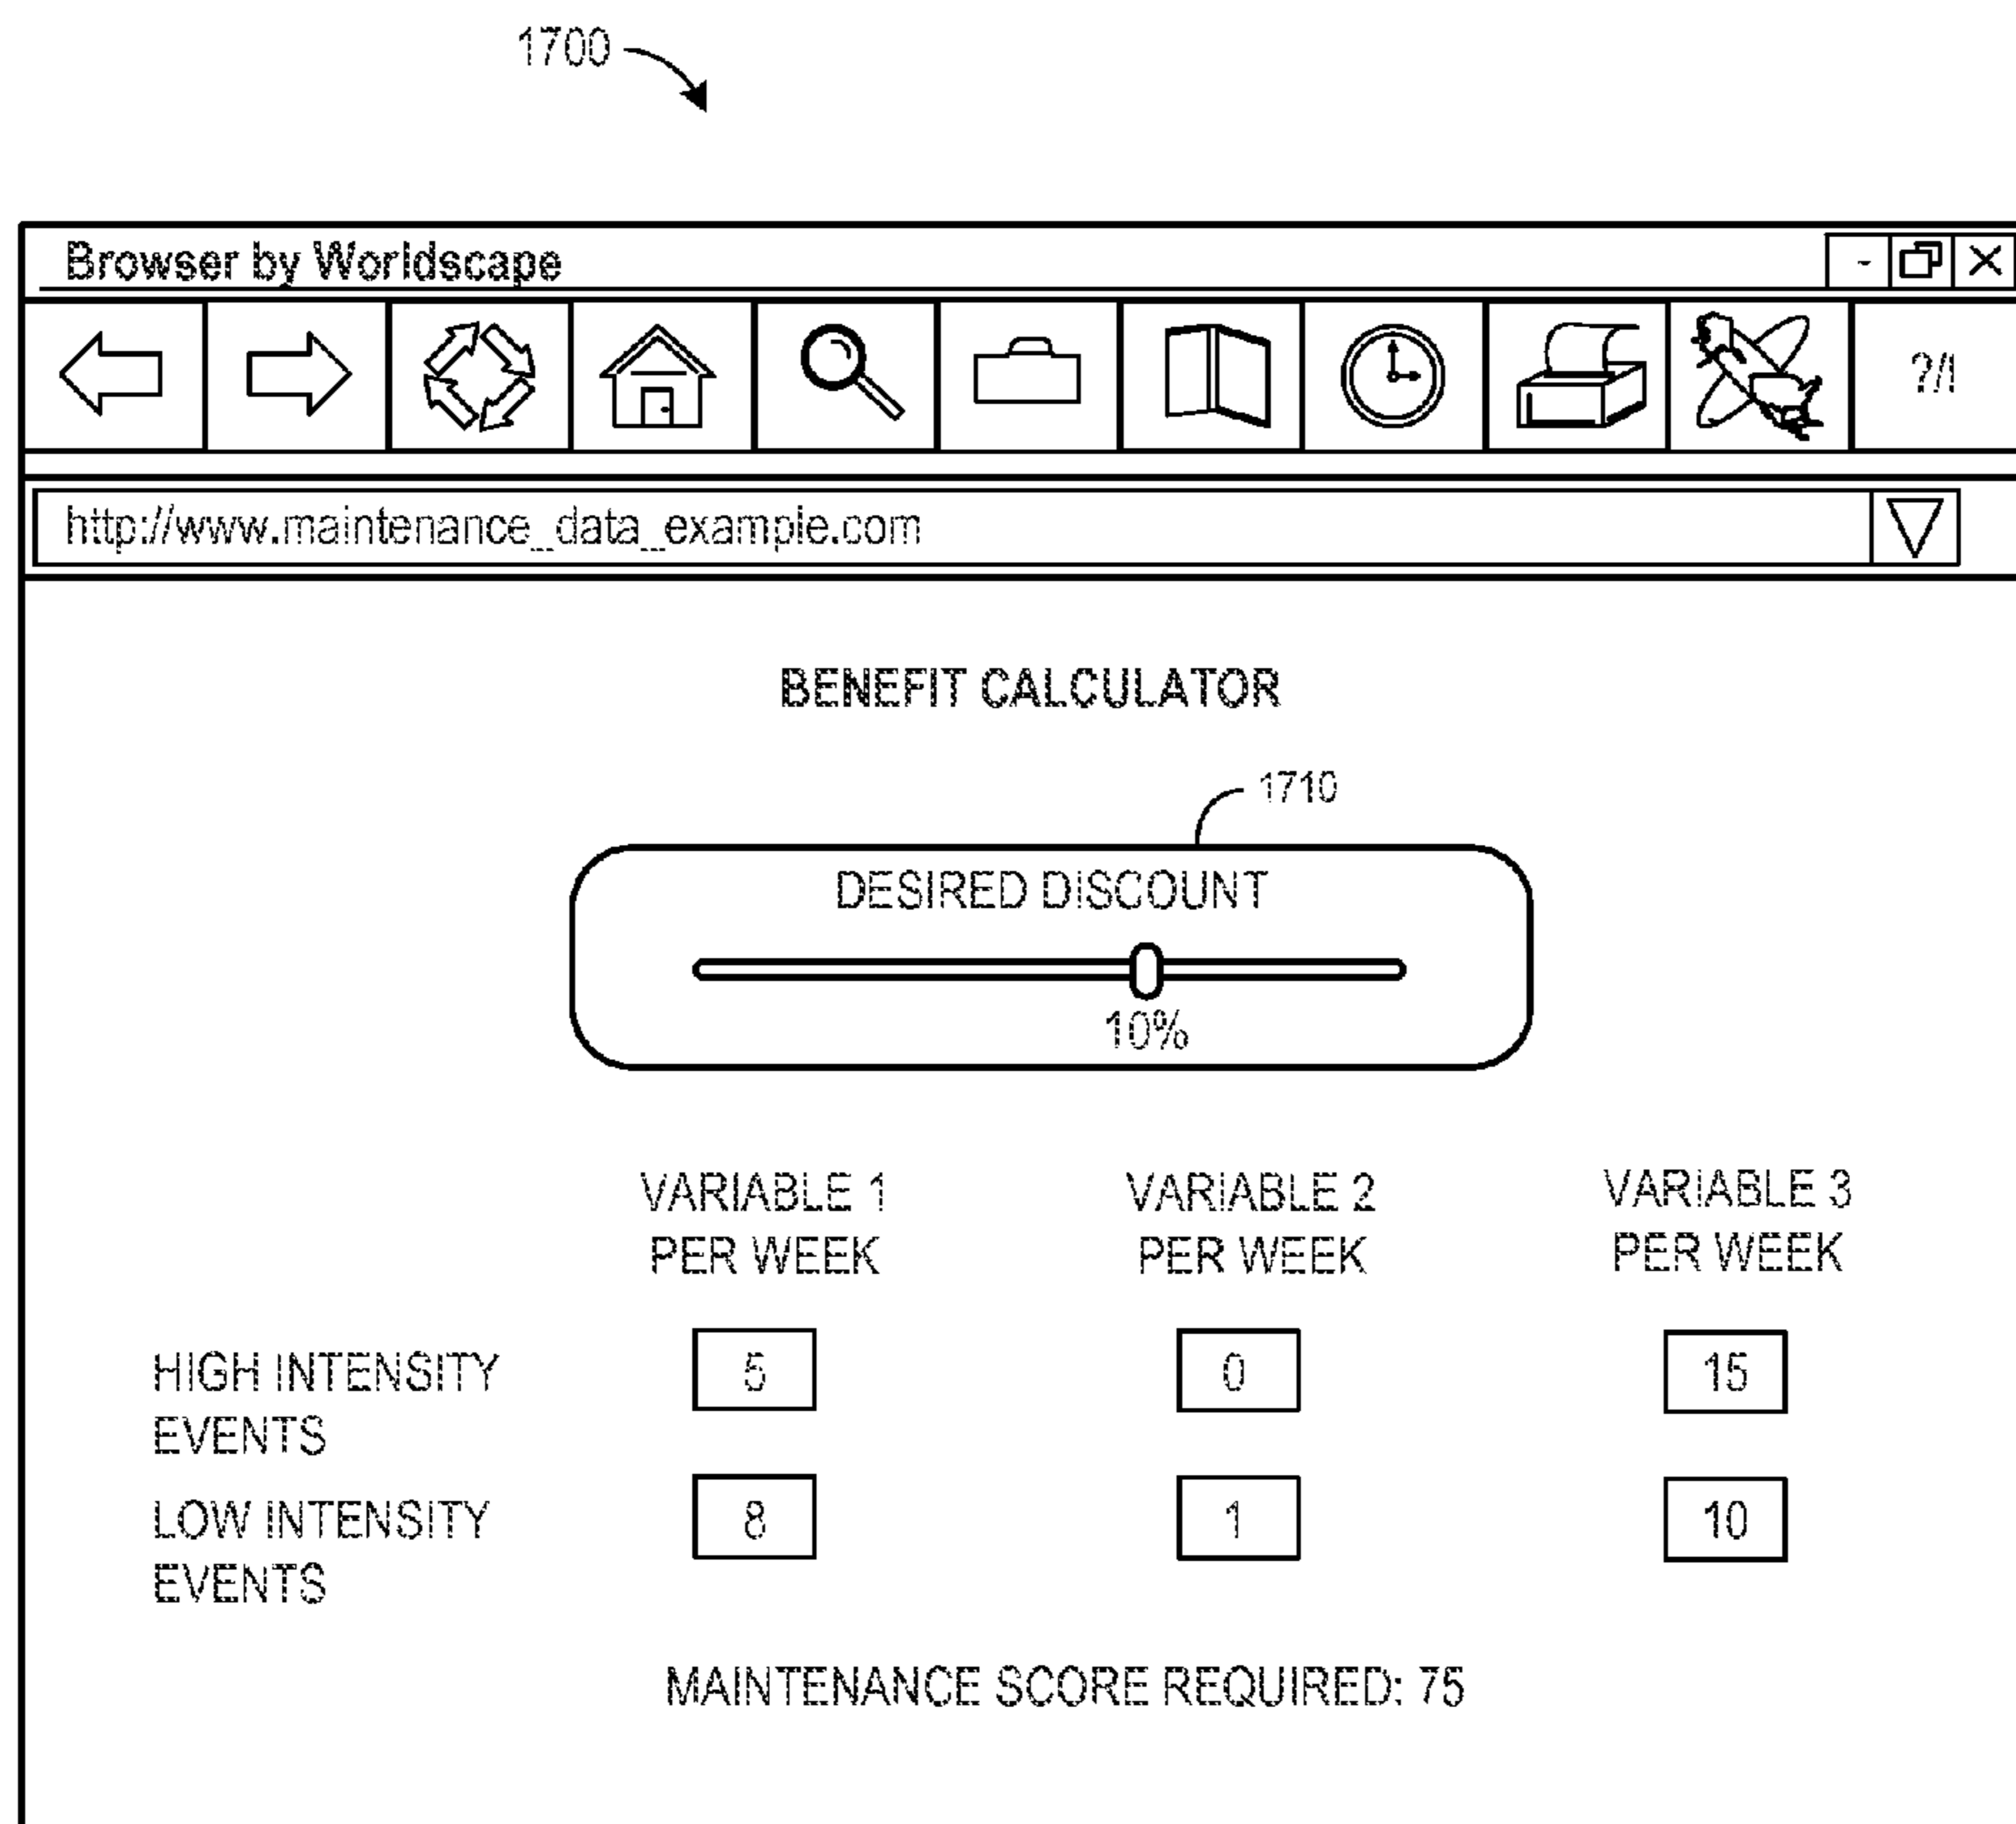 1700
Browser by Worldscape
?/!
http://www.maintenance_data_example.com
BENEFIT CALCULATOR
1710
DESIRED DISCOUNT
10%
VARIABLE 1 PER WEEK
VARIABLE 2 PER WEEK
VARIABLE 3 PER WEEK
HIGH INTENSITY EVENTS
5
0
15
LOW INTENSITY EVENTS
8
1
10
MAINTENANCE SCORE REQUIRED: 75